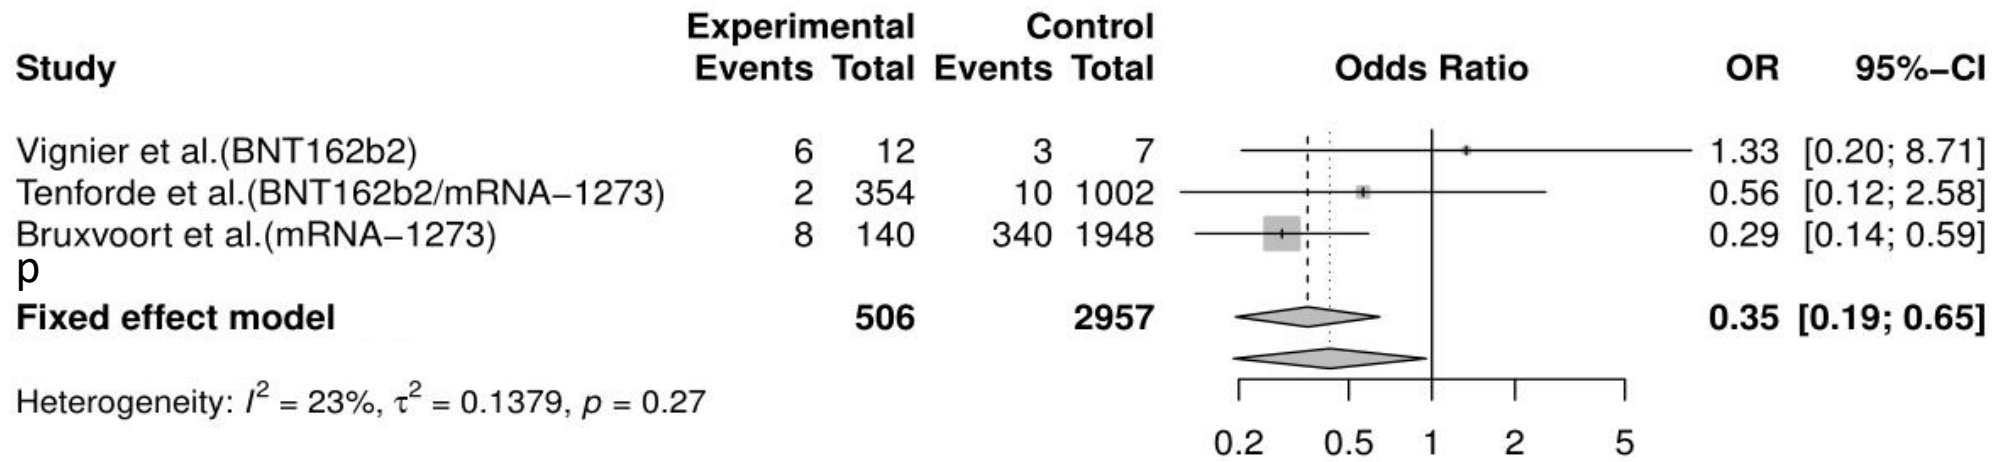 Experimental Control
Study Events Total Events Total Odds Ratio OR 95%−CI
Vignier et al.(BNT162b2) 6 12 3 7 1.33 [0.20; 8.71]
Tenforde et al.(BNT162b2/mRNA−1273) 2 354 10 1002 0.56 [0.12; 2.58]
Bruxvoort et al.(mRNA−1273) 8 140 340 1948 0.29 [0.14; 0.59]
p
Fixed effect model 506 2957 0.35 [0.19; 0.65]
Heterogeneity: I² = 23%, τ² = 0.1379, p = 0.27
0.2 0.5 1 2 5